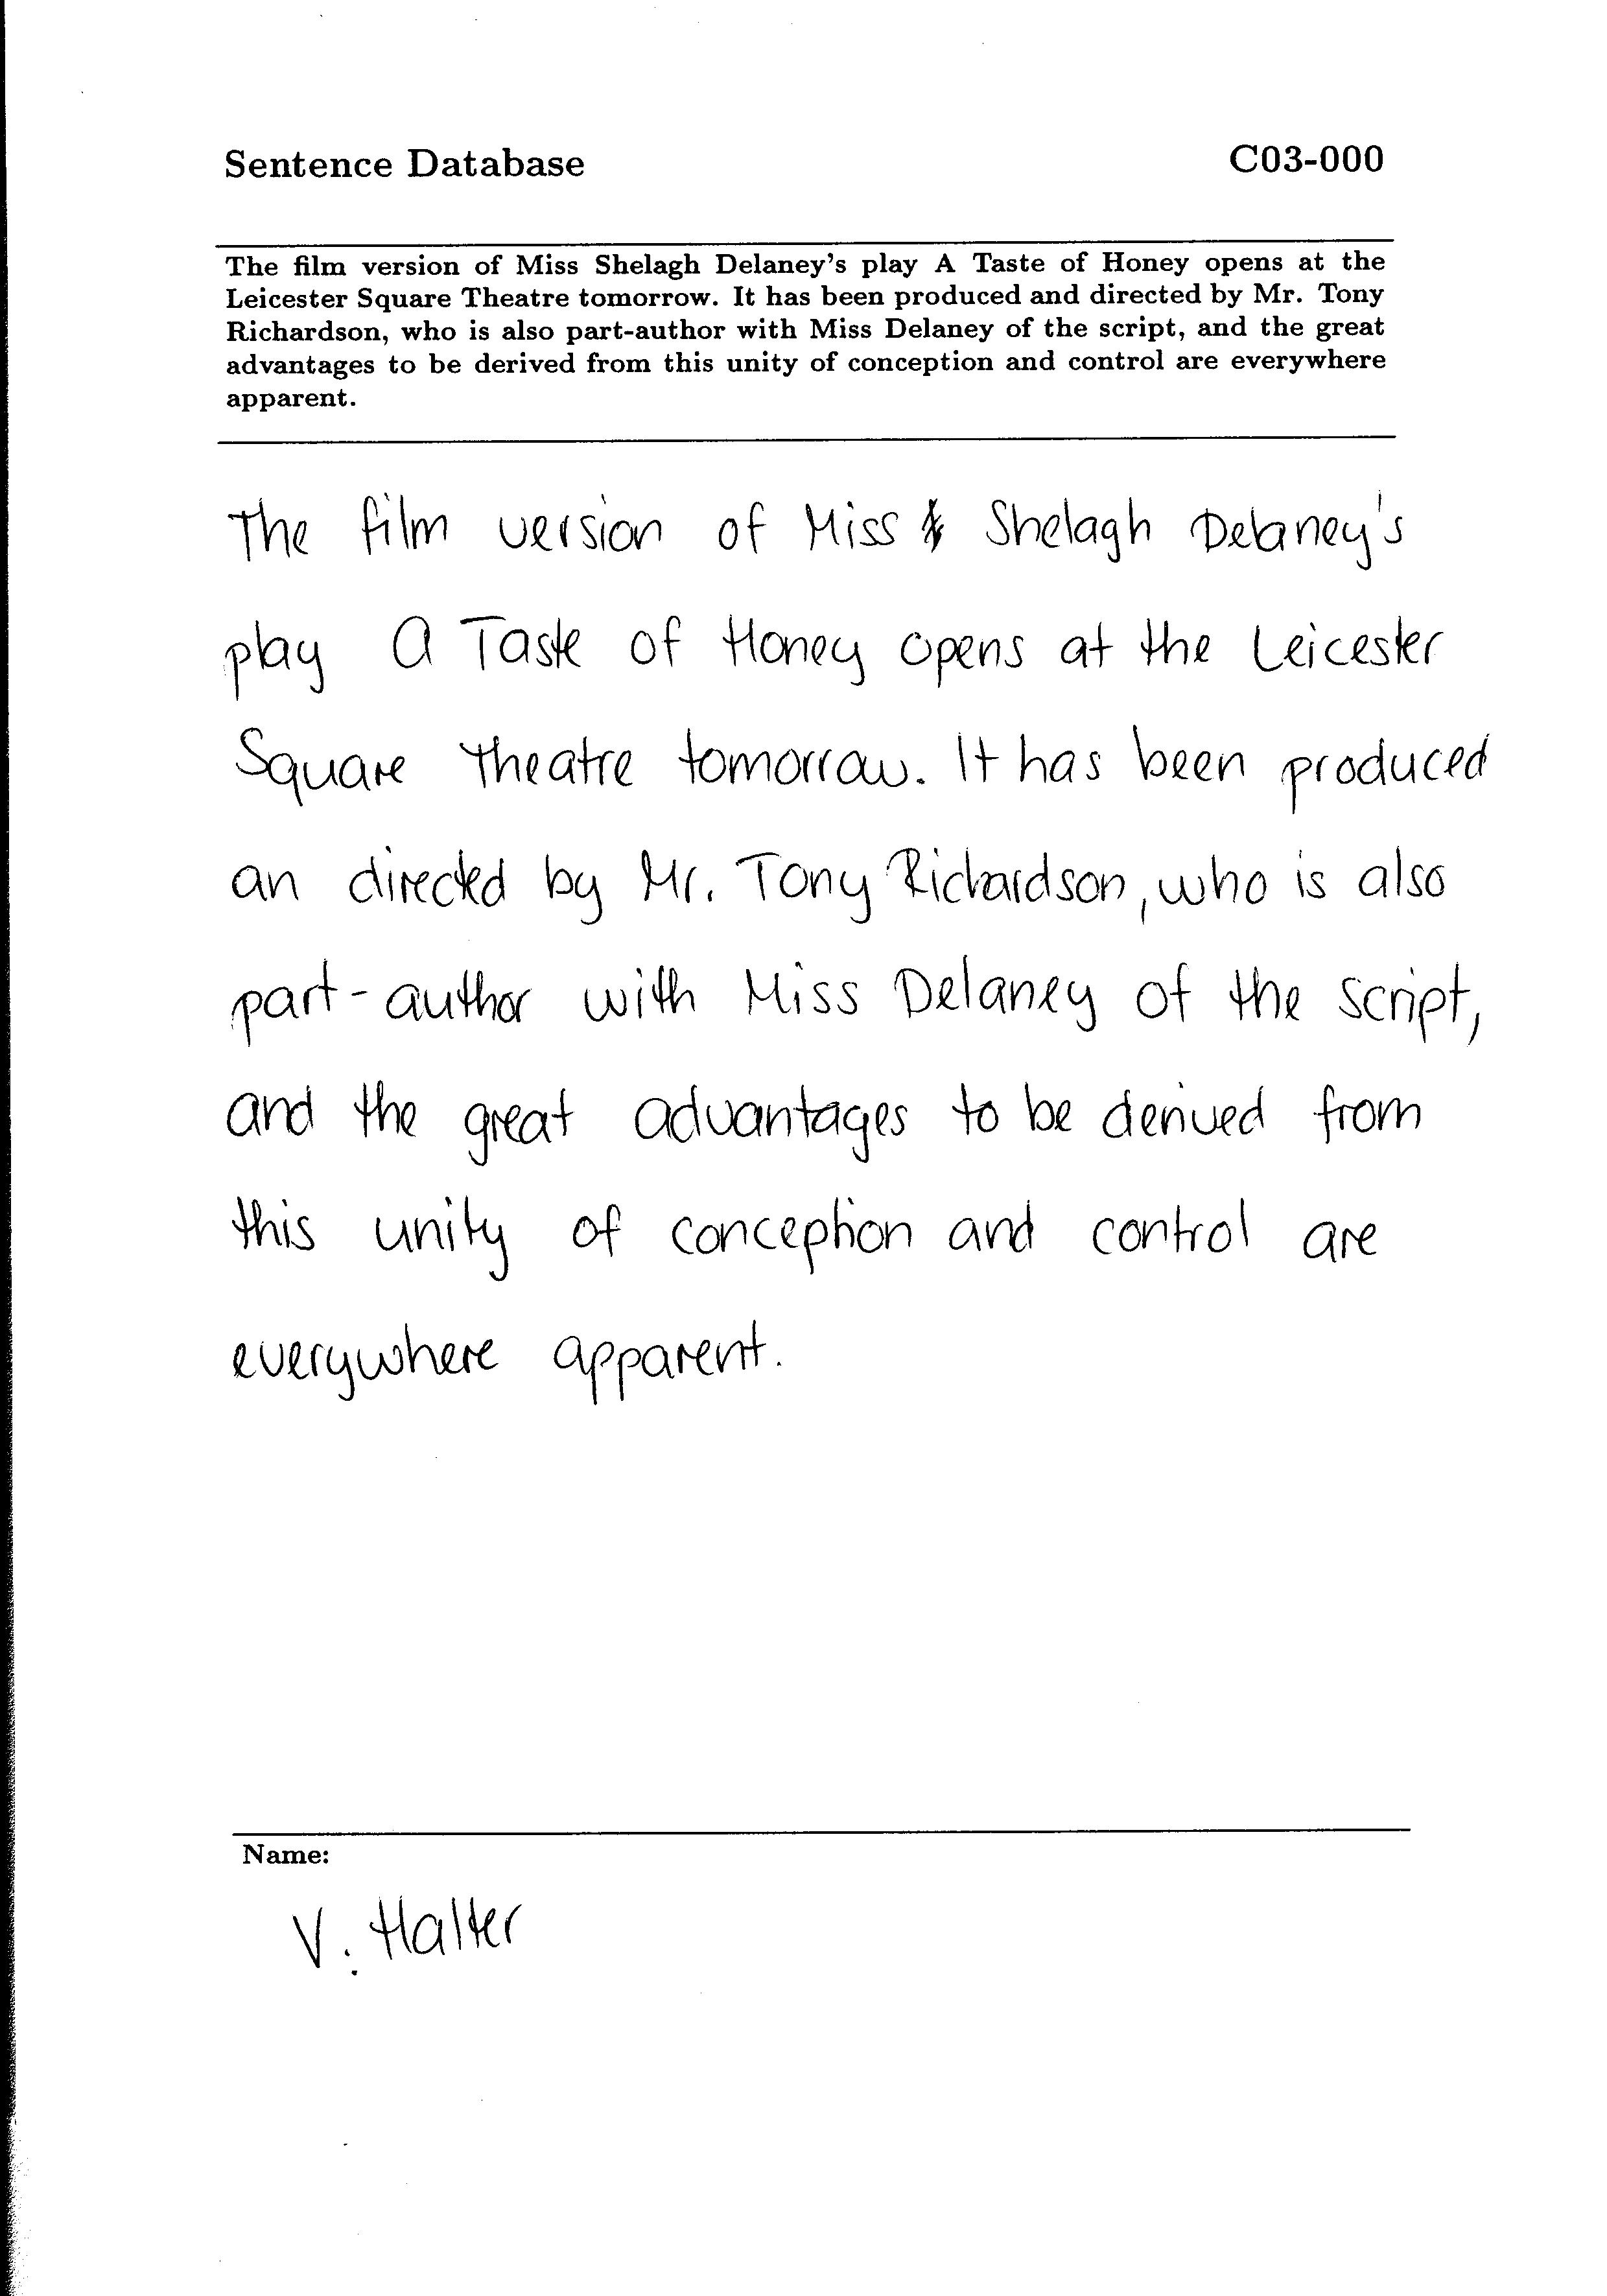 Sentence Database C03-000
The film version of Miss Shelagh Delaney's play A Taste of Honey opens at the
Leicester Square Theatre tomorrow. It has been produced and directed by Mr. Tony
Richardson, who is also part-author with Miss Delaney of the script, and the great
advantages to be derived from this unity of conception and control are everywhere
apparent.
The film version of Miss Shelagh Delaney's
play A Taste of Honey opens at the Leicester
Square Theatre tomorrow. It has been produced
an directed by Mr. Tony Richardson, who is also
part-author with Miss Delaney of the script,
and the great advantages to be derived from
this unity of conception and control are
everywhere apparent.
Name:
V. Halter